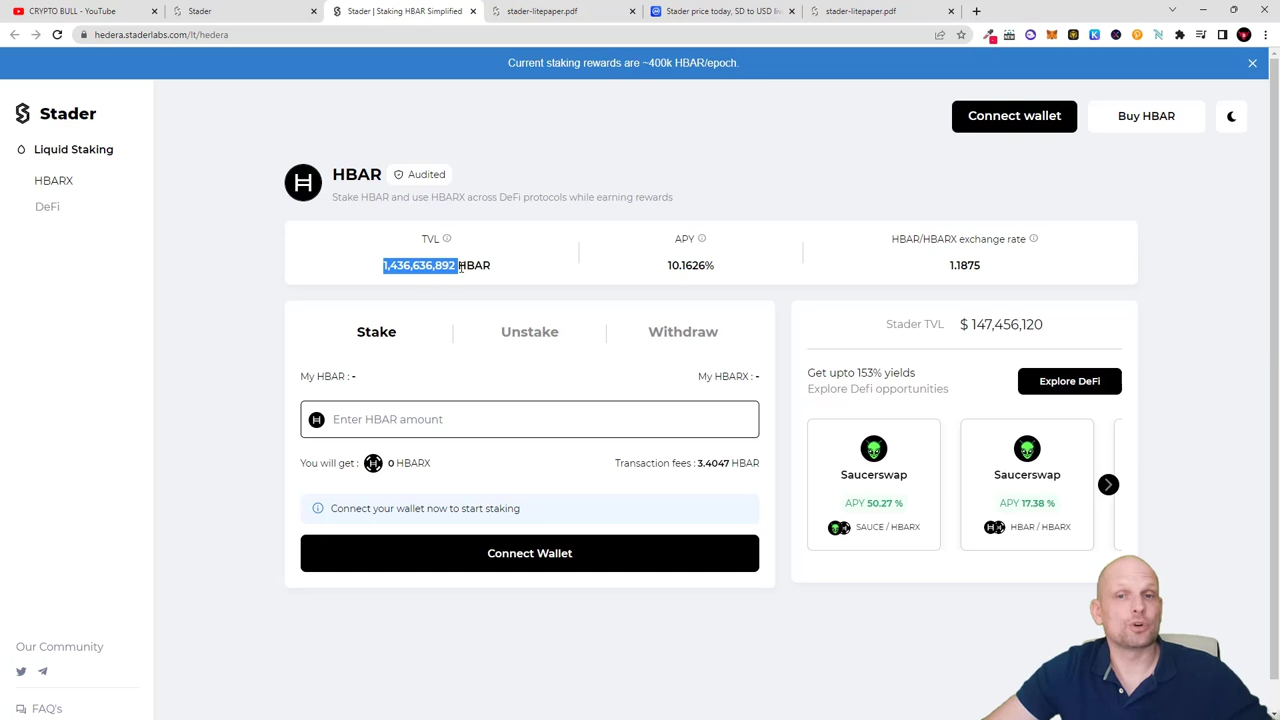 CRYPTO BULL - YouTube
Stader
Stader | Staking HBAR Simplified
stader-litepaper.pdf
Stader price today, SD to USD liv
stader-litepaper.pdf
hedera.staderlabs.com/lt/hedera
Current staking rewards are ~400k HBAR/epoch.
Stader
Connect wallet
Buy HBAR
Liquid Staking
HBARX
DeFi
HBAR
Audited
Stake HBAR and use HBARX across DeFi protocols while earning rewards
TVL
APY
HBAR/HBARX exchange rate
1,436,636,892 HBAR
10.1626%
1.1875
Stake
Unstake
Withdraw
Stader TVL $ 147,456,120
My HBAR : -
My HBARX : -
Get upto 153% yields
Explore DeFi opportunities
Explore DeFi
Enter HBAR amount
You will get : 0 HBARX
Transaction fees : 3.4047 HBAR
Saucerswap
APY 50.27 %
SAUCE / HBARX
Saucerswap
APY 17.38 %
HBAR / HBARX
Connect your wallet now to start staking
Connect Wallet
Our Community
FAQ's